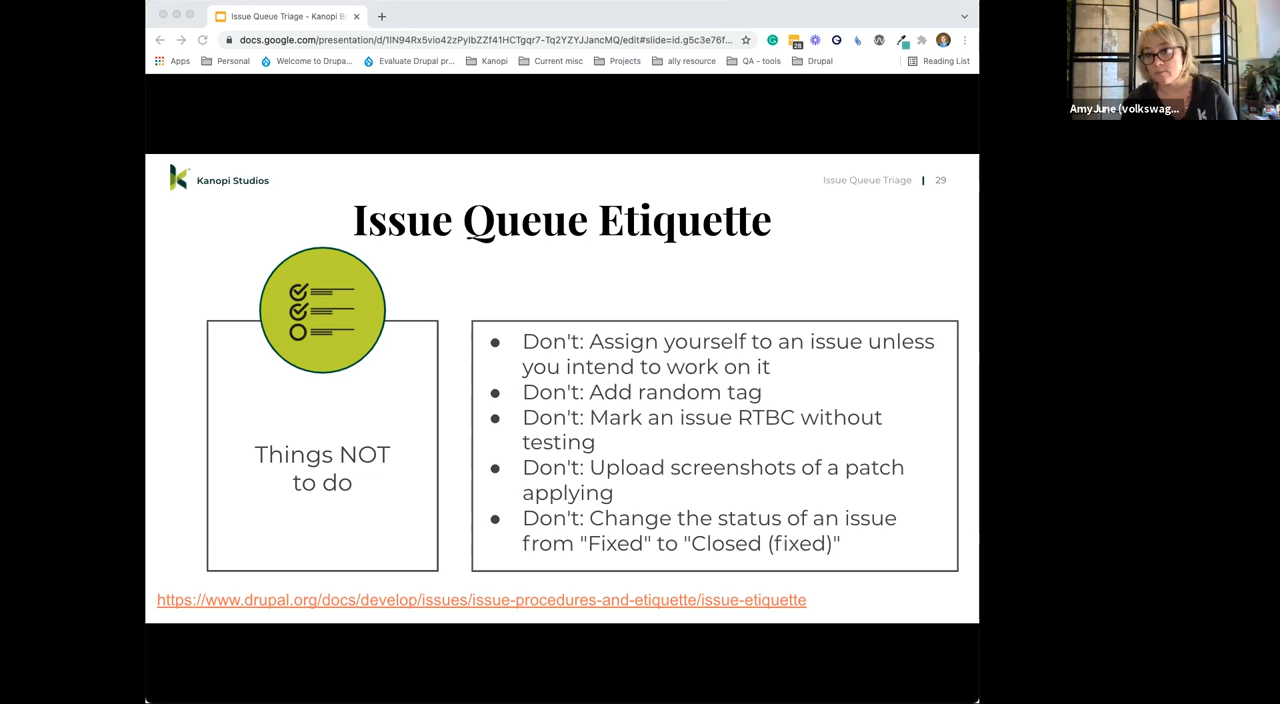 Issue Queue Triage - Kanopi B
docs.google.com/presentation/d/1lN94Rx5vio42zPylbZZf41HCTgqr7-Tq2YZYJJancMQ/edit#slide=id.g5c3e76f...
28
Apps
Personal
Welcome to Drupa...
Evaluate Drupal pr...
Kanopi
Current misc
Projects
ally resource
QA - tools
Drupal
Reading List
AmyJune (volkswag...
Kanopi Studios
Issue Queue Triage | 29
Issue Queue Etiquette
Things NOT
to do
● Don't: Assign yourself to an issue unless
you intend to work on it
● Don't: Add random tag
● Don't: Mark an issue RTBC without
testing
● Don't: Upload screenshots of a patch
applying
● Don't: Change the status of an issue
from "Fixed" to "Closed (fixed)"
https://www.drupal.org/docs/develop/issues/issue-procedures-and-etiquette/issue-etiquette